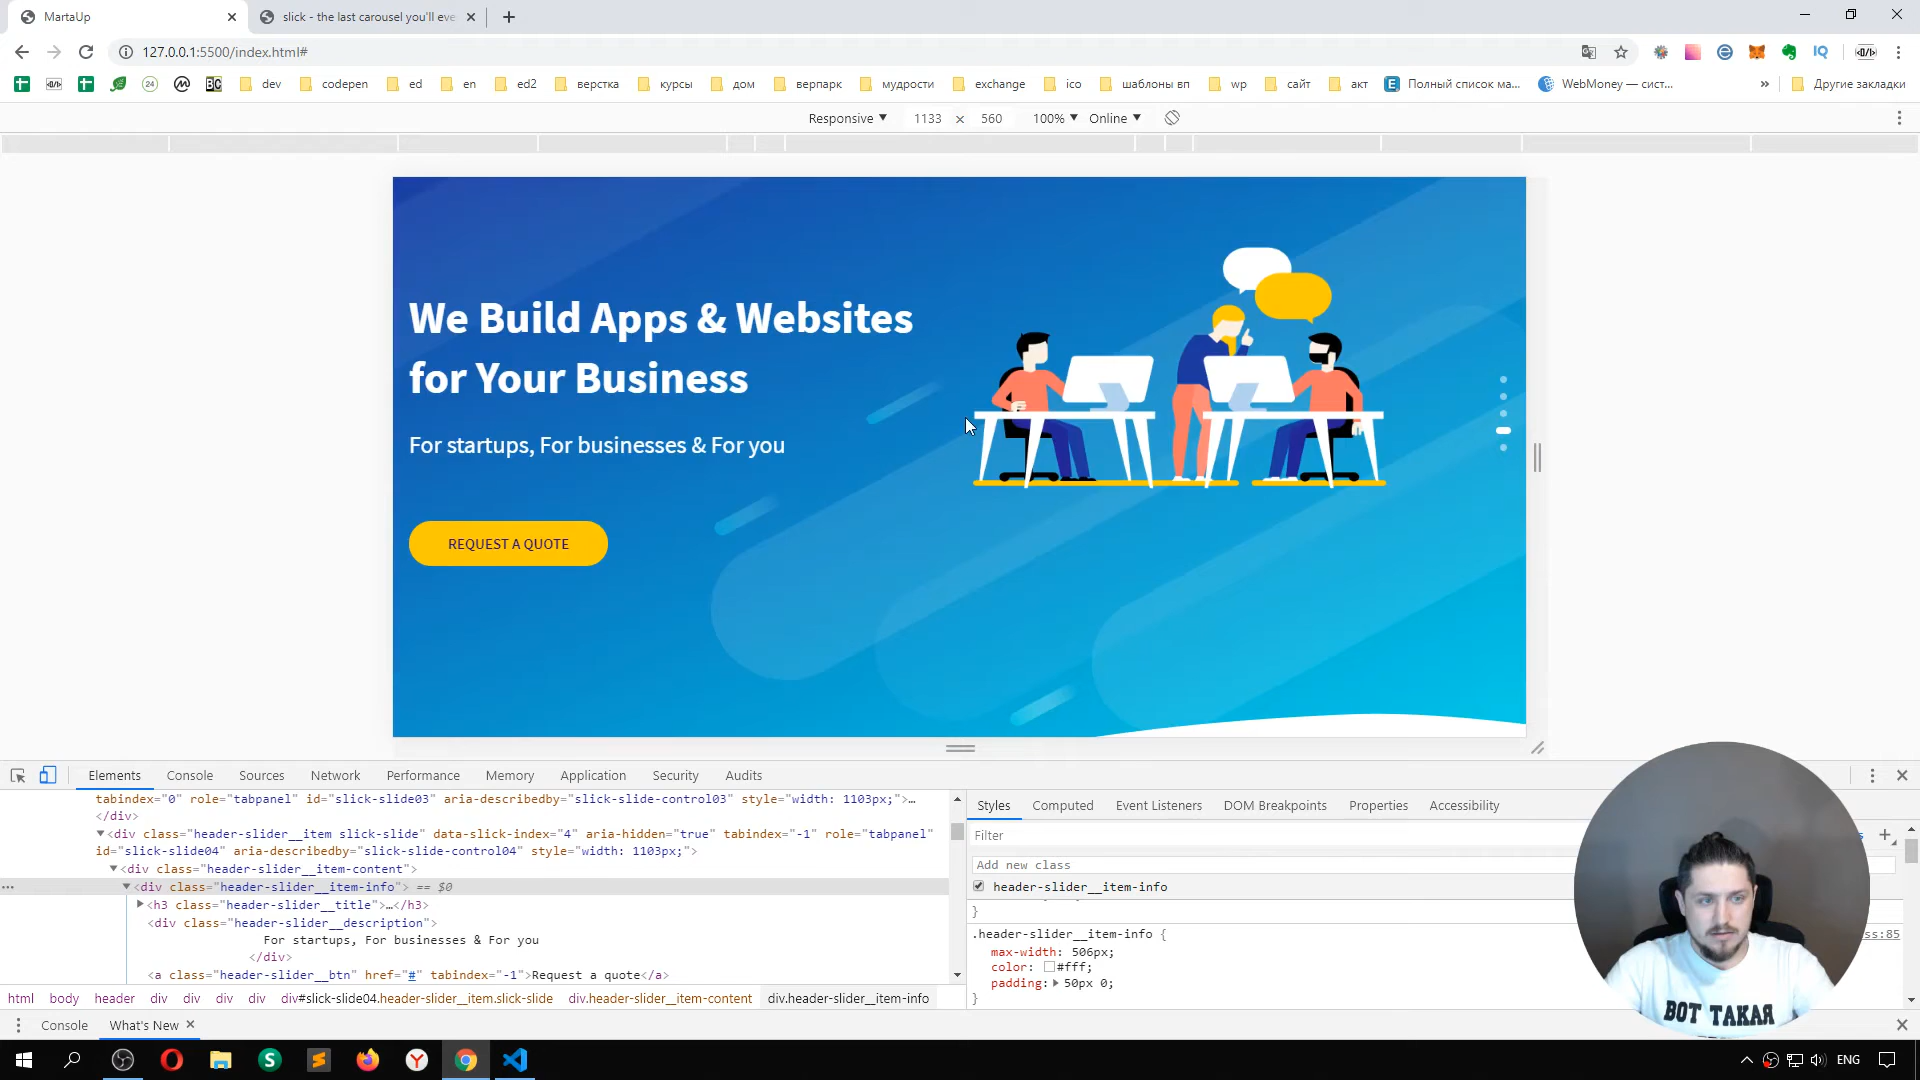 MartaUp
slick - the last carousel you'll eve
127.0.0.1:5500/index.html#
24
BC
dev
codepen
ed
en
ed2
верстка
курсы
дом
верпарк
мудрости
exchange
ico
шаблоны вп
wp
сайт
акт
E
Полный список ма...
WebMoney — сист...
»
Другие закладки
Responsive
1133 × 560
100%
Online
We Build Apps & Websites
for Your Business
For startups, For businesses & For you
REQUEST A QUOTE
Elements
Console
Sources
Network
Performance
Memory
Application
Security
Audits
tabindex="0" role="tabpanel" id="slick-slide03" aria-describedby="slick-slide-control03" style="width: 1103px;">…
</div>
<div class="header-slider__item slick-slide" data-slick-index="4" aria-hidden="true" tabindex="-1" role="tabpanel"
id="slick-slide04" aria-describedby="slick-slide-control04" style="width: 1103px;">
<div class="header-slider__item-content">
<div class="header-slider__item-info"> == $0
<h3 class="header-slider__title">…</h3>
<div class="header-slider__description">
For startups, For businesses & For you
</div>
<a class="header-slider__btn" href="#" tabindex="-1">Request a quote</a>
html body header div div div div div#slick-slide04.header-slider__item.slick-slide div.header-slider__item-content div.header-slider__item-info
Styles
Computed
Event Listeners
DOM Breakpoints
Properties
Accessibility
Filter
Add new class
header-slider__item-info
}
.header-slider__item-info {
ss:85
max-width: 506px;
color: #fff;
padding: 50px 0;
}
Console
What's New
ВОТ ТАКАЯ
ENG